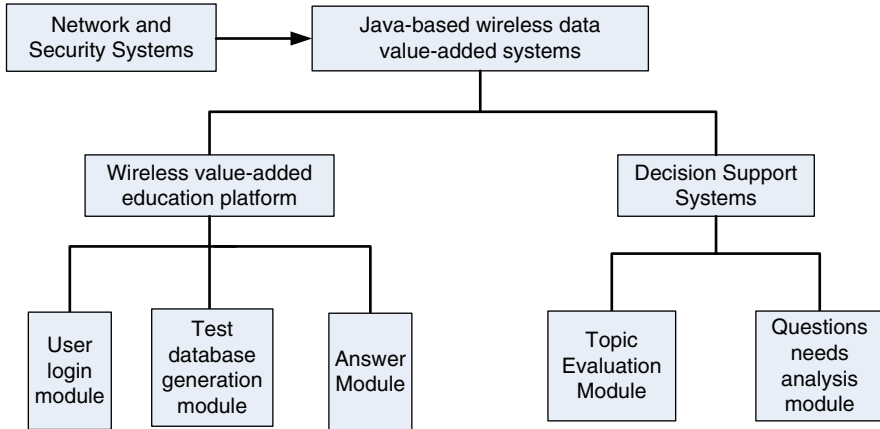 Network and
Security Systems
Java-based wireless data
value-added systems
Wireless value-added
education platform
Decision Support
Systems
User
login
module
Test
database
generation
module
Answer
Module
Topic
Evaluation
Module
Questions
needs
analysis
module